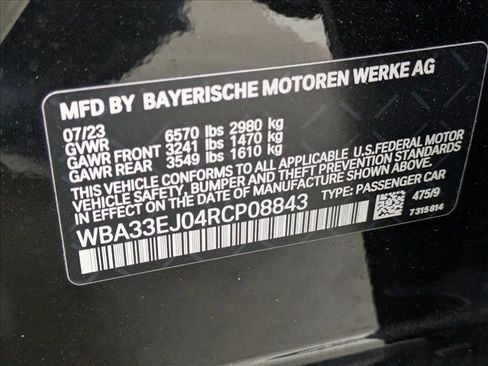 MFD BY BAYERISCHE MOTOREN WERKE AG
07/23
GVWR 6570 lbs 2980 kg
GAWR FRONT 3241 lbs 1470 kg
GAWR REAR 3549 lbs 1610 kg
THIS VEHICLE CONFORMS TO ALL APPLICABLE U.S.FEDERAL MOTOR
VEHICLE SAFETY, BUMPER AND THEFT PREVENTION STANDARDS
IN EFFECT ON THE DATE OF MANUFACTURE SHOWN ABOVE.
WBA33EJ04RCP08843 TYPE: PASSENGER CAR
475/9
7315814